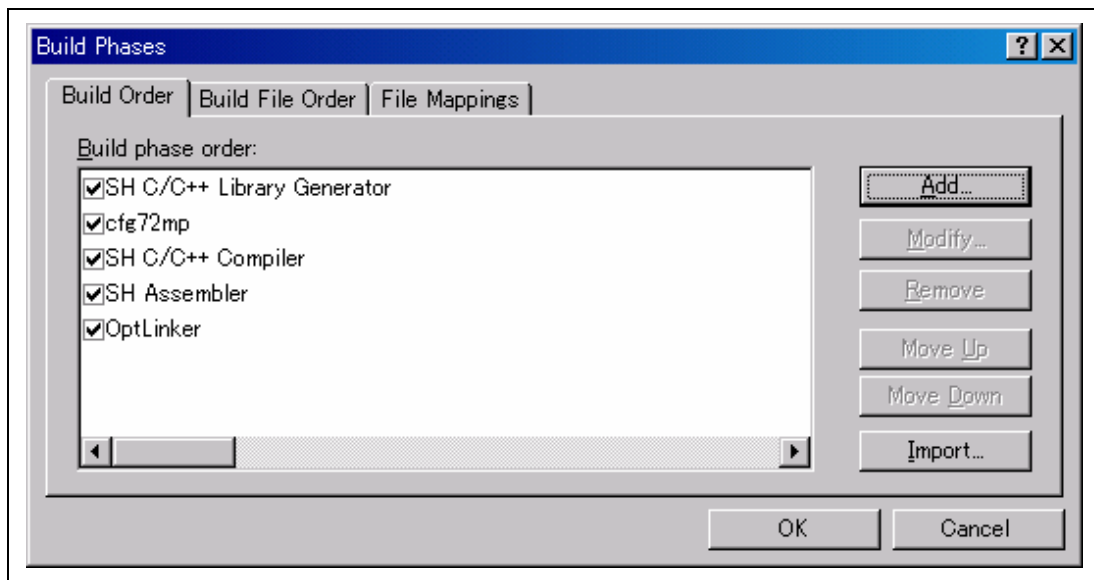 Build Phases
Build Order
Build File Order
File Mappings
Build phase order:
SH C/C++ Library Generator
cfg72mp
SH C/C++ Compiler
SH Assembler
OptLinker
Add...
Modify...
Remove
Move Up
Move Down
Import...
OK
Cancel